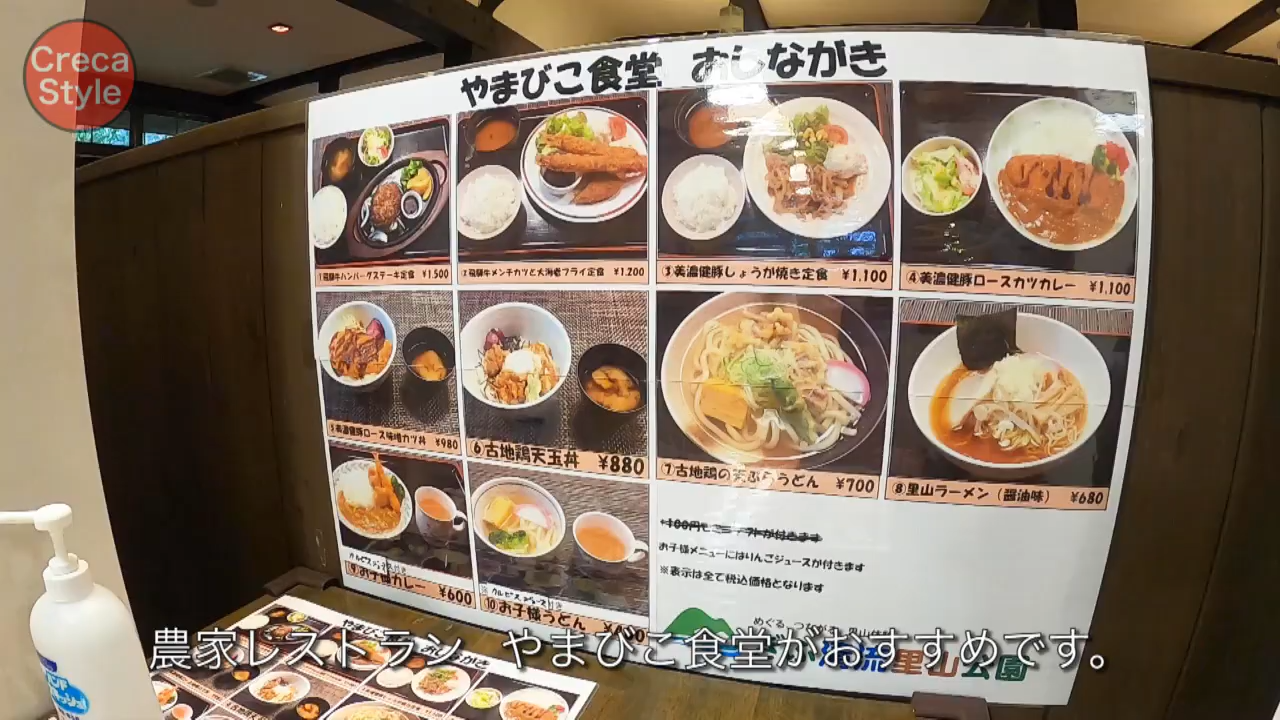 Creca
Style
やまびこ食堂 おしながき
①飛騨牛ハンバーグステーキ定食 ¥1,500
②飛騨牛メンチカツと大海老フライ定食 ¥1,200
③美濃健豚しょうが焼き定食 ¥1,100
④美濃健豚ロースカツカレー ¥1,100
⑤美濃健豚ロース味噌カツ丼 ¥980
6古地鶏天玉丼 ¥880
⑦古地鶏の天ぷらうどん ¥700
⑧里山ラーメン（醤油味） ¥680
⑨お子様カレー ¥600
⑩お子様うどん
お子様メニューにはりんごジュースが付きます
※表示は全て税込価格となります
里山公園
農家レストラン やまびこ食堂がおすすめです。
やまびこ
おしながき